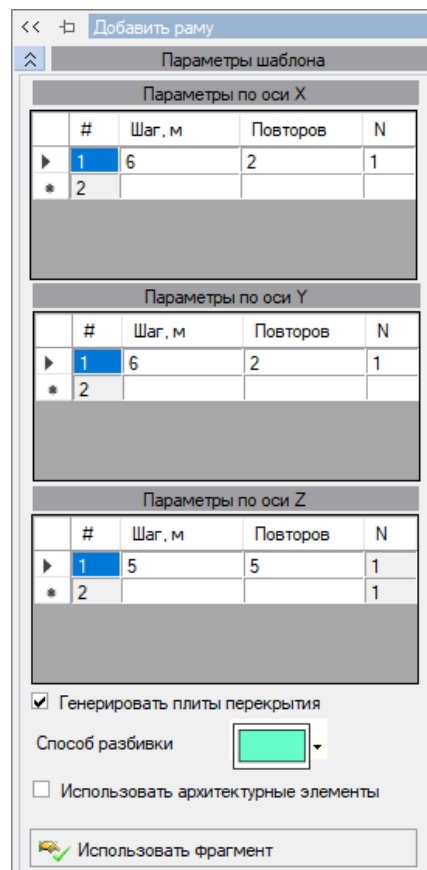 << Добавить раму
Параметры шаблона
Параметры по оси X
# Шаг, м Повторов N
1 6 2 1
2
Параметры по оси Y
# Шаг, м Повторов N
1 6 2 1
2
Параметры по оси Z
# Шаг, м Повторов N
1 5 5 1
2 1
Генерировать плиты перекрытия
Способ разбивки
Использовать архитектурные элементы
Использовать фрагмент